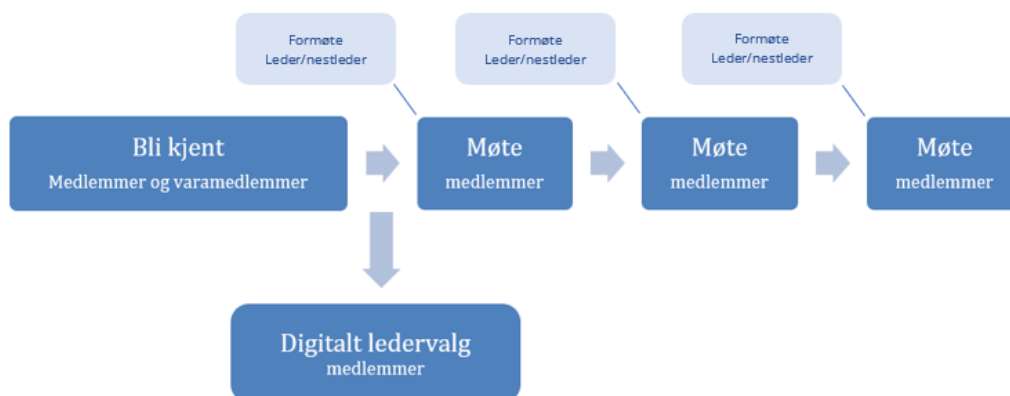 Formøte
Leder/nestleder
Formøte
Leder/nestleder
Formøte
Leder/nestleder
Bli kjent
Medlemmer og varamedlemmer
Møte
medlemmer
Møte
medlemmer
Møte
medlemmer
Digitalt ledervalg
medlemmer